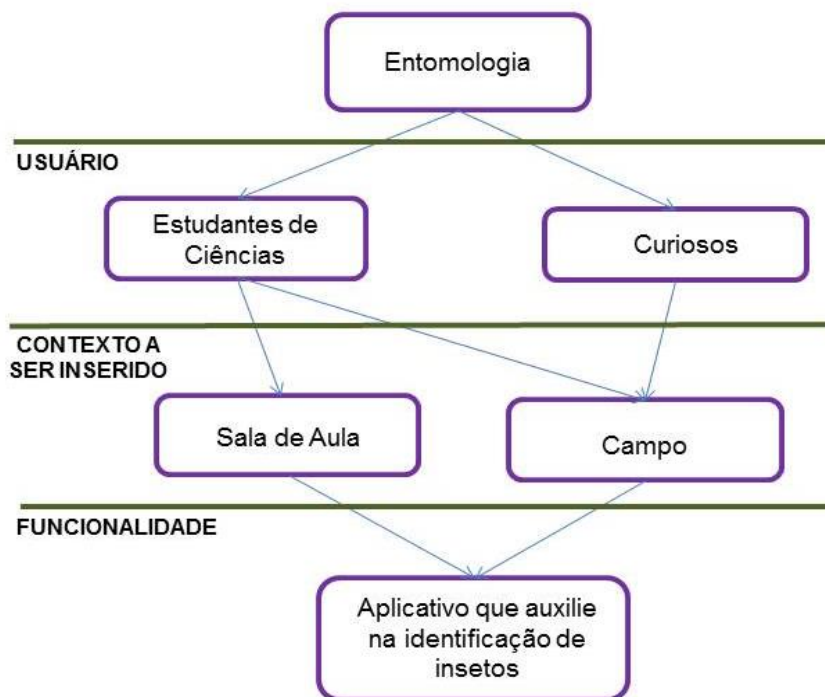 Entomologia
USUÁRIO
Estudantes de
Ciências
Curiosos
CONTEXTO A
SER INSERIDO
Sala de Aula
Campo
FUNCIONALIDADE
Aplicativo que auxilie
na identificação de
insetos